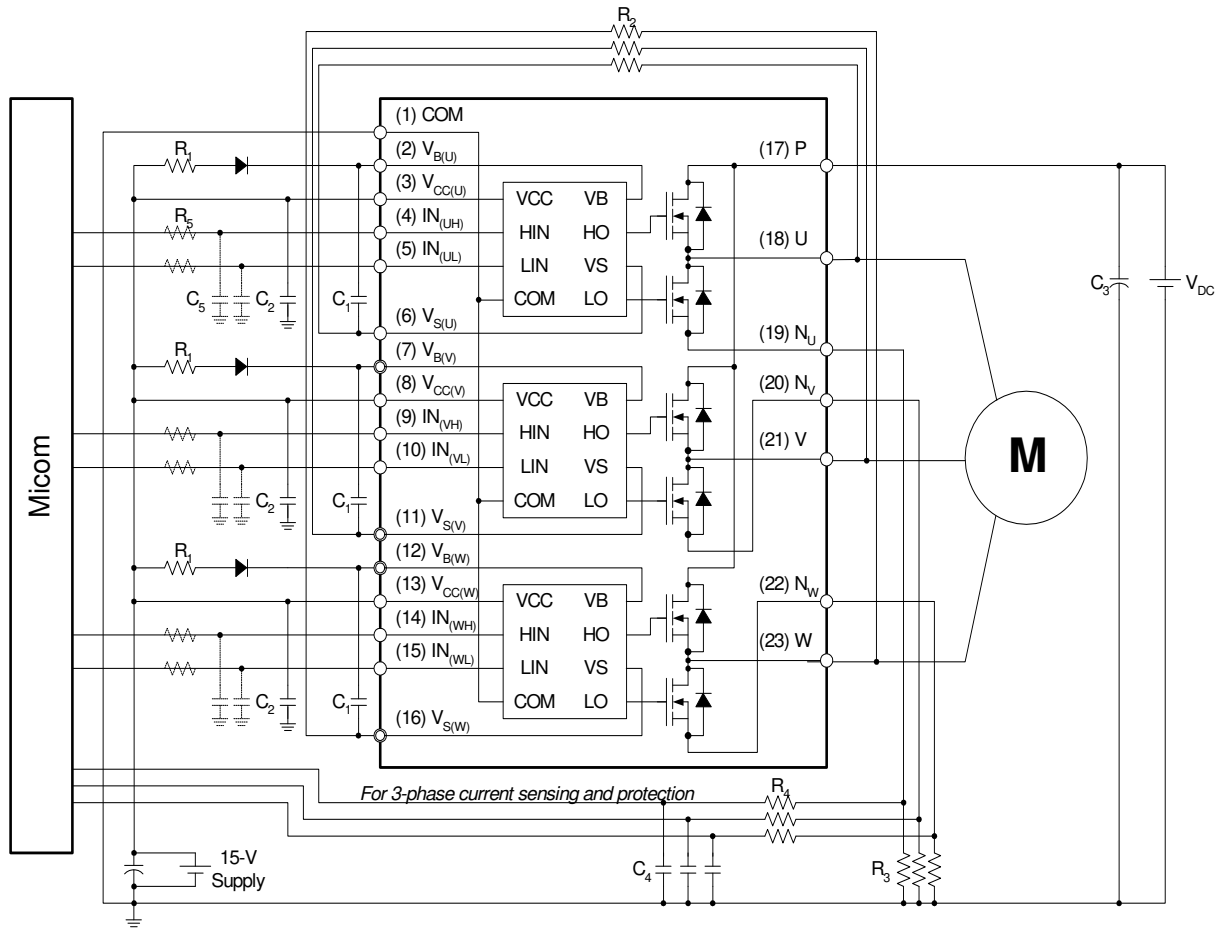 R2
Micom
(1) COM
R1
(2) VB(U)
(3) VCC(U)
R5
(4) IN(UH)
(5) IN(UL)
C5 C2 C1
(6) VS(U)
VCC VB
HIN HO
LIN VS
COM LO
(17) P
(18) U
(19) NU
C3
VDC
R1
(7) VB(V)
(8) VCC(V)
(9) IN(VH)
(10) IN(VL)
C2 C1
(11) VS(V)
VCC VB
HIN HO
LIN VS
COM LO
(20) NV
(21) V
M
R1
(12) VB(W)
(13) VCC(W)
(14) IN(WH)
(15) IN(WL)
C2 C1
(16) VS(W)
VCC VB
HIN HO
LIN VS
COM LO
(22) NW
(23) W
For 3-phase current sensing and protection
R4
C4
R3
15-V
Supply